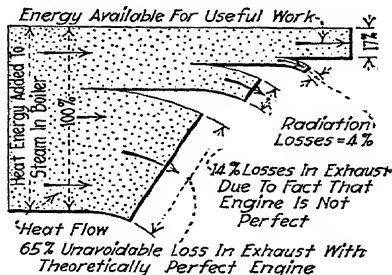 Energy Available For Useful Work
17%
Heat Energy Added To
Steam In Boiler
100%
Radiation
Losses=4%
14% Losses In Exhaust
Due To Fact That
Engine Is Not
Perfect
Heat Flow
65% Unavoidable Loss In Exhaust With
Theoretically Perfect Engine